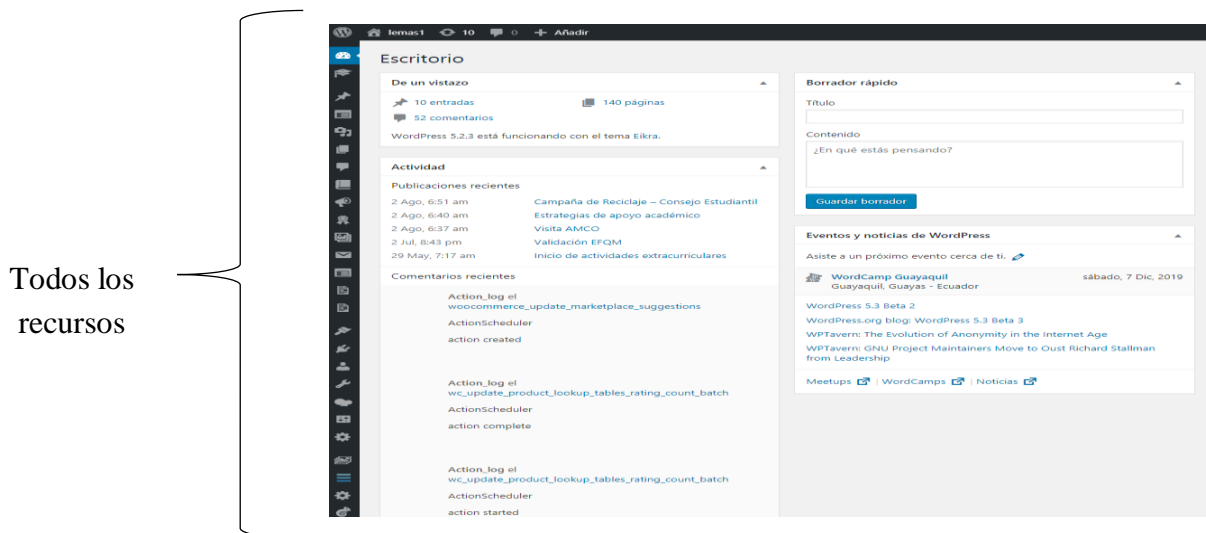 Todos los
recursos
lemas1 10 0 + Añadir
Escritorio
De un vistazo
10 entradas 140 páginas
52 comentarios
WordPress 5.2.3 está funcionando con el tema Eikra.
Actividad
Publicaciones recientes
2 Ago, 6:51 am Campaña de Reciclaje – Consejo Estudiantil
2 Ago, 6:40 am Estrategias de apoyo académico
2 Ago, 6:37 am Visita AMCO
2 Jul, 8:43 pm Validación EFQM
29 May, 7:17 am Inicio de actividades extracurriculares
Comentarios recientes
Action_log el
woocommerce_update_marketplace_suggestions
ActionScheduler
action created
Action_log el
wc_update_product_lookup_tables_rating_count_batch
ActionScheduler
action complete
Action_log el
wc_update_product_lookup_tables_rating_count_batch
ActionScheduler
action started
Borrador rápido
Título
Contenido
¿En qué estás pensando?
Guardar borrador
Eventos y noticias de WordPress
Asiste a un próximo evento cerca de ti.
WordCamp Guayaquil sábado, 7 Dic, 2019
Guayaquil, Guayas - Ecuador
WordPress 5.3 Beta 2
WordPress.org blog: WordPress 5.3 Beta 3
WPTavern: The Evolution of Anonymity in the Internet Age
WPTavern: GNU Project Maintainers Move to Oust Richard Stallman
from Leadership
Meetups | WordCamps | Noticias